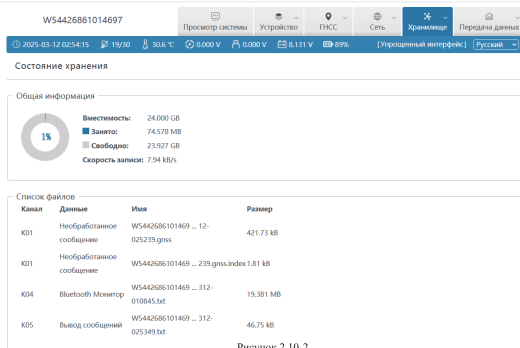 W54426861014697
Просмотр системы
Устройство
ГНСС
Сеть
Хранилище
Передача данных
2025-03-12 02:54:15 19/30 30.6 °C 0.000 V 0.000 V 8.131 V 89% [Упрощенный интерфейс] Русский
Состояние хранения
Общая информация
1%
Вместимость: 24.000 GB
Занято: 74.578 MB
Свободно: 23.927 GB
Скорость записи: 7.94 kB/s
Список файлов
Канал Данные Имя Размер
K01 Необработанное сообщение W5442686101469 ... 12-025239.gnss 421.73 kB
K01 Необработанное сообщение W5442686101469 ... 239.gnss.index 1.81 kB
K04 Bluetooth Монитор W5442686101469 ... 312-010845.txt 19.381 MB
K05 Вывод сообщений W5442686101469 ... 312-025349.txt 46.75 kB
Рисунок 2.10-2